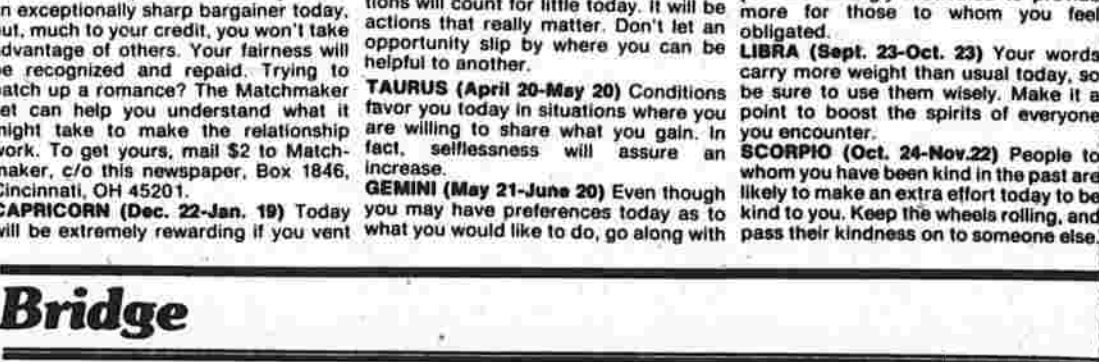 n exceptionally sharp bargainer today,
ut, much to your credit, you won't take
dvantage of others. Your fairness will
e recognized and repaid. Trying to
atch up a romance? The Matchmaker
et can help you understand what it
night take to make the relationship
work. To get yours, mail $2 to Match-
maker, c/o this newspaper, Box 1846,
Cincinnati, OH 45201.
CAPRICORN (Dec. 22-Jan. 19) Today
will be extremely rewarding if you vent
tions will count for little today. It will be
actions that really matter. Don't let an
opportunity slip by where you can be
helpful to another.
TAURUS (April 20-May 20) Conditions
favor you today in situations where you
are willing to share what you gain. In
fact, selflessness will assure an
increase.
GEMINI (May 21-June 20) Even though
you may have preferences today as to
what you would like to do, go along with
more for those to whom you feel
obligated.
LIBRA (Sept. 23-Oct. 23) Your words
carry more weight than usual today, so
be sure to use them wisely. Make it a
point to boost the spirits of everyone
you encounter.
SCORPIO (Oct. 24-Nov.22) People to
whom you have been kind in the past are
likely to make an extra effort today to be
kind to you. Keep the wheels rolling, and
pass their kindness on to someone else.
Bridge